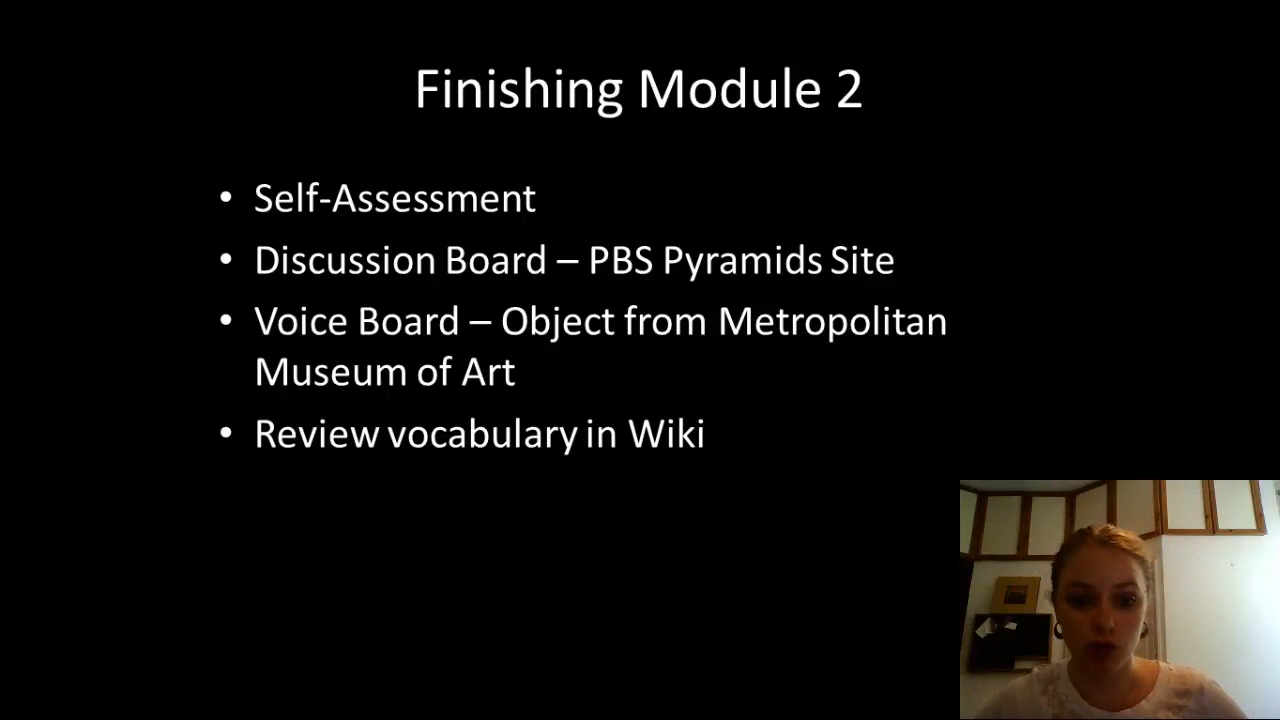 Finishing Module 2
• Self-Assessment
• Discussion Board – PBS Pyramids Site
• Voice Board – Object from Metropolitan
Museum of Art
• Review vocabulary in Wiki